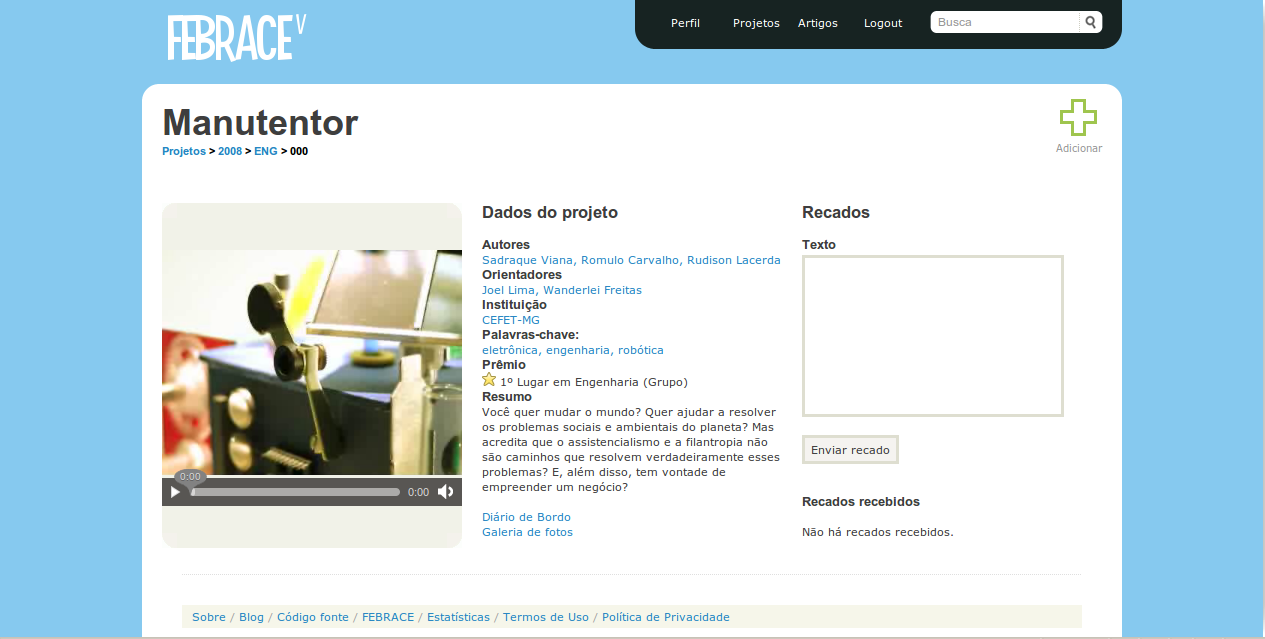 FEBRACE V
Perfil Projetos Artigos Logout Busca
Manutentor
Adicionar
Projetos > 2008 > ENG > 000
Dados do projeto
Autores
Sadraque Viana, Romulo Carvalho, Rudison Lacerda
Orientadores
Joel Lima, Wanderlei Freitas
Instituição
CEFET-MG
Palavras-chave:
eletrônica, engenharia, robótica
Prêmio
1º Lugar em Engenharia (Grupo)
Resumo
Você quer mudar o mundo? Quer ajudar a resolver
os problemas sociais e ambientais do planeta? Mas
acredita que o assistencialismo e a filantropia não
são caminhos que resolvem verdadeiramente esses
problemas? E, além disso, tem vontade de
empreender um negócio?
Diário de Bordo
Galeria de fotos
0:00
0:00
Recados
Texto
Enviar recado
Recados recebidos
Não há recados recebidos.
Sobre / Blog / Código fonte / FEBRACE / Estatísticas / Termos de Uso / Política de Privacidade